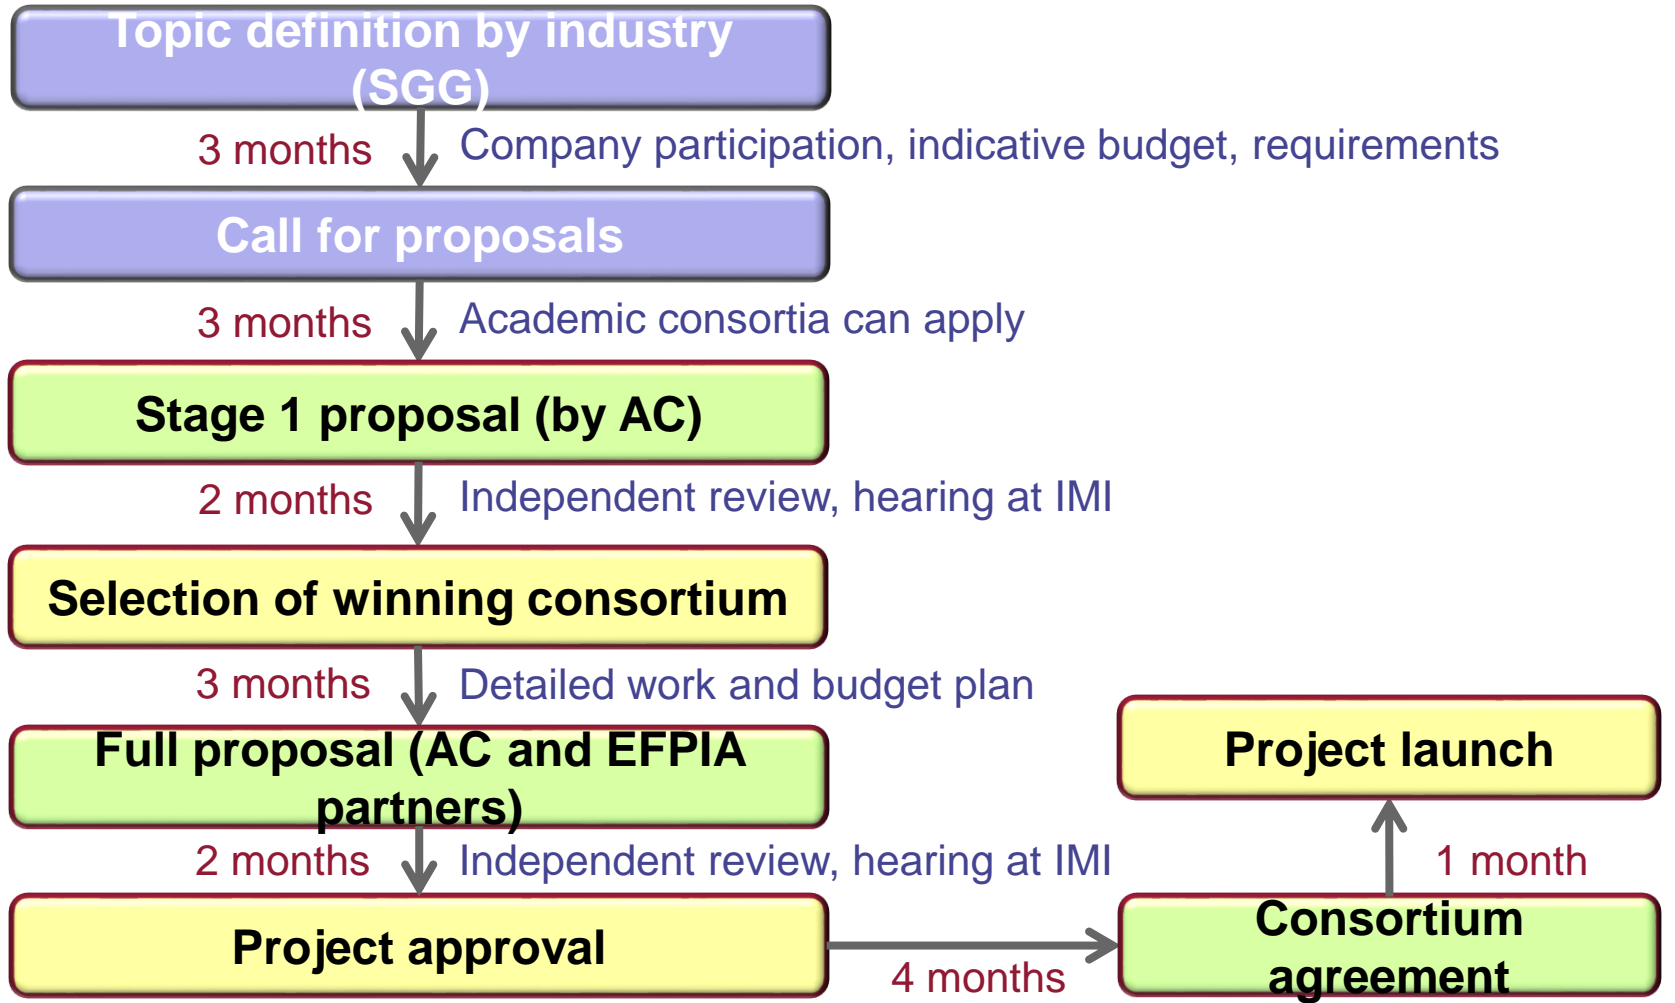 Topic definition by industry
(SGG)
3 months
Company participation, indicative budget, requirements
Call for proposals
3 months
Academic consortia can apply
Stage 1 proposal (by AC)
2 months
Independent review, hearing at IMI
Selection of winning consortium
3 months
Detailed work and budget plan
Full proposal (AC and EFPIA
partners)
2 months
Independent review, hearing at IMI
Project approval
4 months
Consortium
agreement
1 month
Project launch